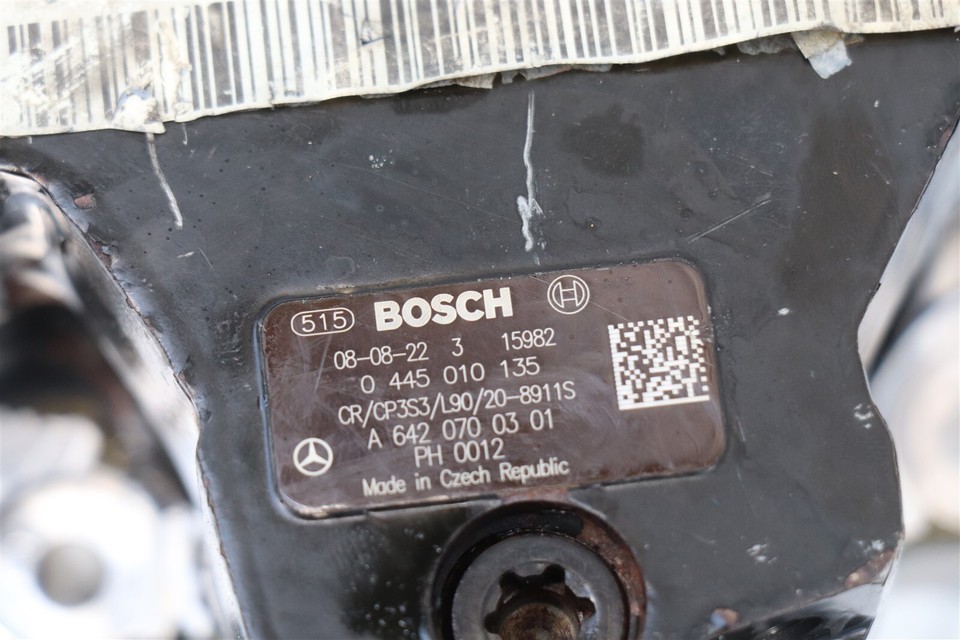 515 BOSCH
08-08-22 3 15982
0 445 010 135
CR/CP3S3/L90/20-8911S
A 642 070 03 01
PH 0012
Made in Czech Republic